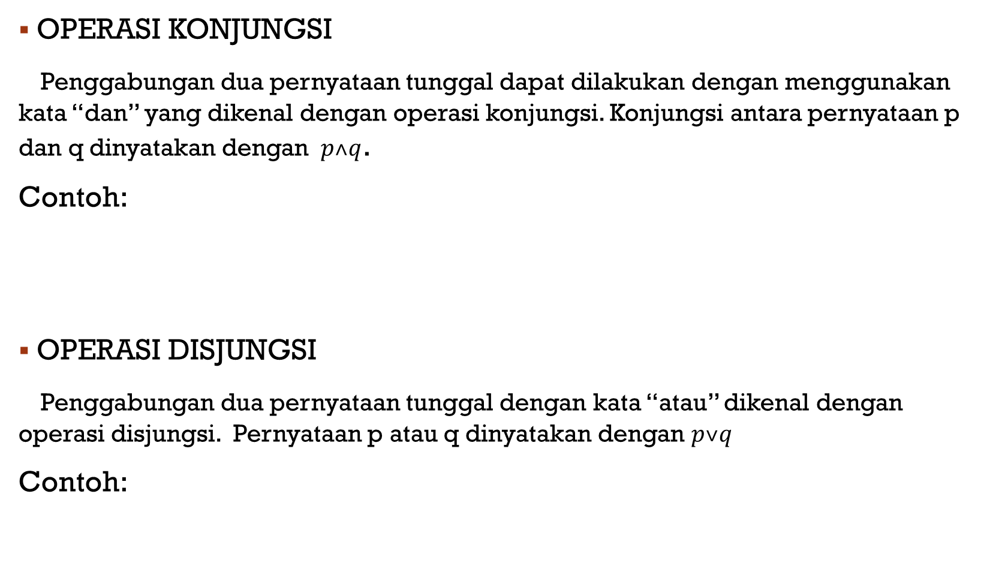 ▪ OPERASI KONJUNGSI
Penggabungan dua pernyataan tunggal dapat dilakukan dengan menggunakan
kata “dan” yang dikenal dengan operasi konjungsi. Konjungsi antara pernyataan p
dan q dinyatakan dengan p∧q.
Contoh:
▪ OPERASI DISJUNGSI
Penggabungan dua pernyataan tunggal dengan kata “atau” dikenal dengan
operasi disjungsi. Pernyataan p atau q dinyatakan dengan p∨q
Contoh: